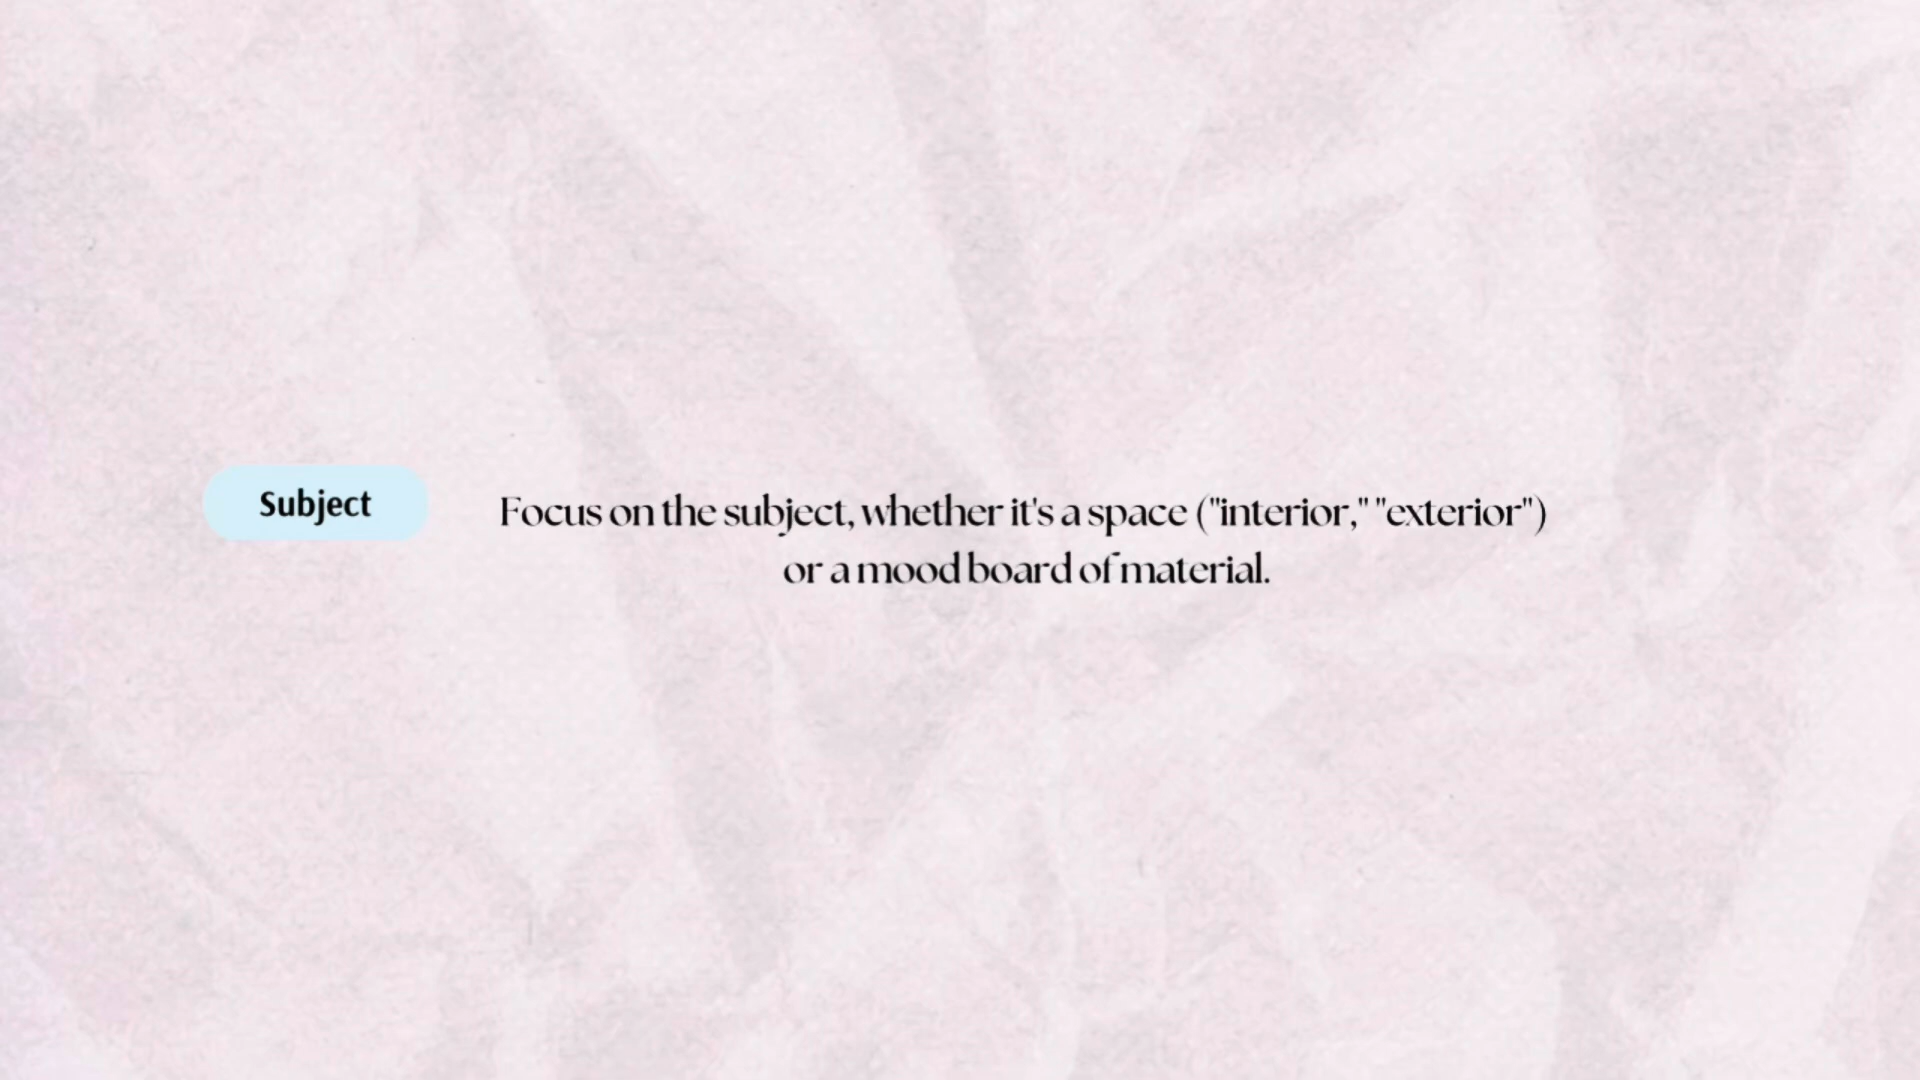 Subject
Focus on the subject, whether it's a space ("interior," "exterior")
or a mood board of material.